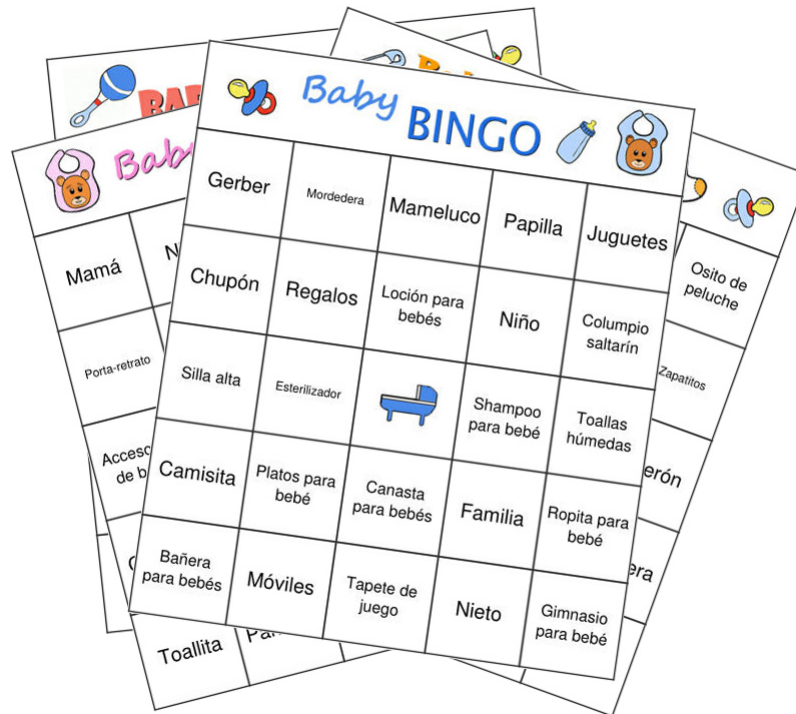 Baby BINGO
Gerber
Mordedera
Mameluco
Papilla
Juguetes
Chupón
Regalos
Loción para
bebés
Niño
Columpio
saltarín
Silla alta
Esterilizador
Shampoo
para bebé
Toallas
húmedas
Camisita
Platos para
bebé
Canasta
para bebés
Familia
Ropita para
bebé
Bañera
para bebés
Móviles
Tapete de
juego
Nieto
Gimnasio
para bebé
Baby
Mamá
Porta-retrato
Toallita
Osito de
peluche
Zapatitos